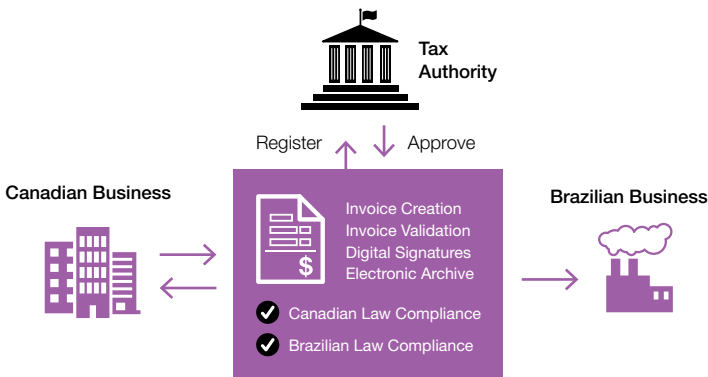 Tax
Authority
Register
Approve
Canadian Business
Invoice Creation
Invoice Validation
Digital Signatures
Electronic Archive
$
Canadian Law Compliance
Brazilian Law Compliance
Brazilian Business